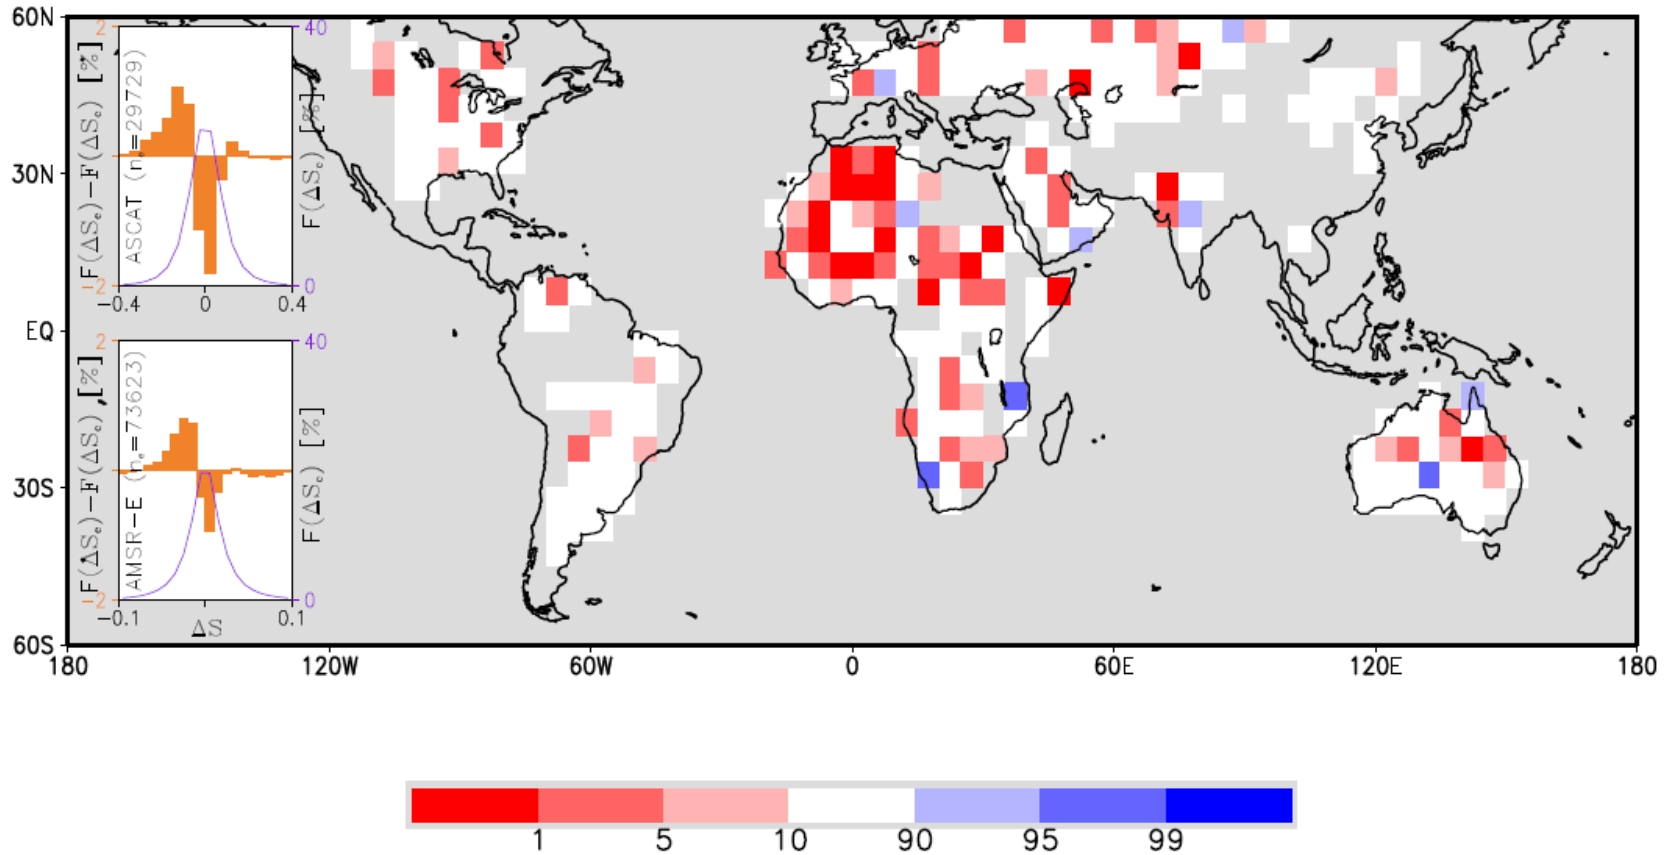 60N
30N
EQ
30S
60S
180
120W
60W
0
60E
120E
180
2
-2
F(ΔSₑ)-F(ΔSₑ) [%]
ASCAT (nₑ=29729)
40
0
F(ΔSₑ) [%]
-0.4
0
0.4
2
-2
F(ΔSₑ)-F(ΔSₑ), [%]
AMSR-E (nₑ=73623)
40
0
F(ΔSₑ) [%]
-0.1
0.1
ΔS
1
5
10
90
95
99